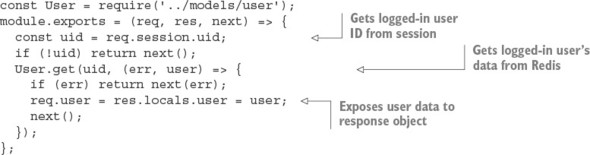 const User = require('../models/user');
module.exports = (req, res, next) => {
  const uid = req.session.uid;
  if (!uid) return next();
  User.get(uid, (err, user) => {
    if (err) return next(err);
    req.user = res.locals.user = user;
    next();
  });
};
Gets logged-in user
ID from session
Gets logged-in user's
data from Redis
Exposes user data to
response object